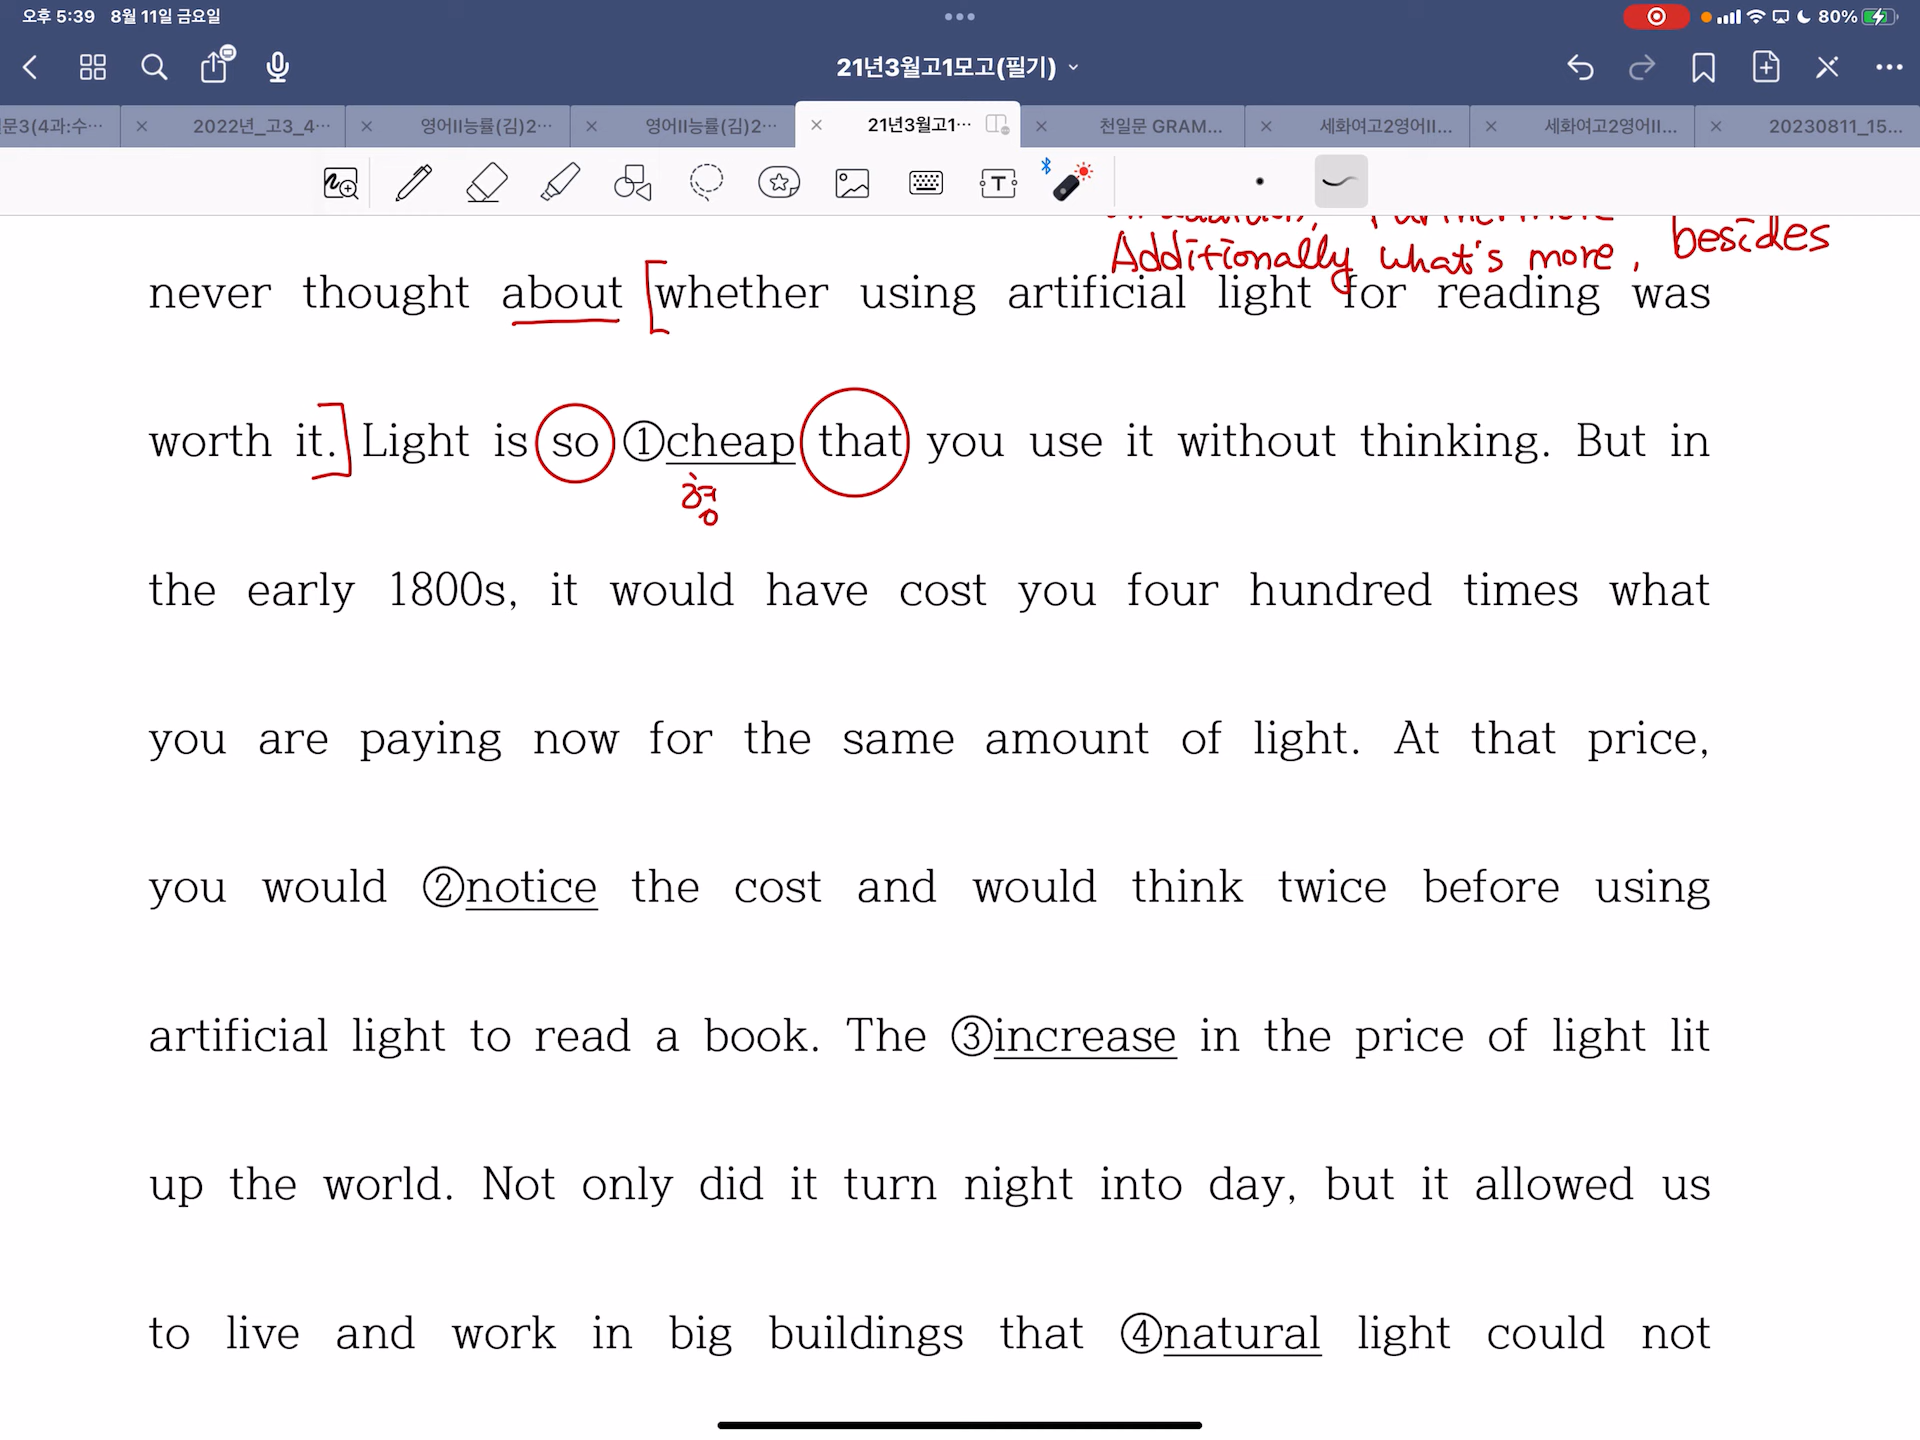 오후 5:39 8월 11일 금요일
80%
21년3월고1모고(필기)
문3(4과:수…
2022년_고3_4…
영어II능률(김)2…
영어II능률(김)2…
21년3월고1…
천일문 GRAM…
세화여고2영어II…
세화여고2영어II…
20230811_15…
Additionally what's more, besides
never thought about [whether using artificial light for reading was
worth it.] Light is so ①cheap that you use it without thinking. But in
형
the early 1800s, it would have cost you four hundred times what
you are paying now for the same amount of light. At that price,
you would ②notice the cost and would think twice before using
artificial light to read a book. The ③increase in the price of light lit
up the world. Not only did it turn night into day, but it allowed us
to live and work in big buildings that ④natural light could not